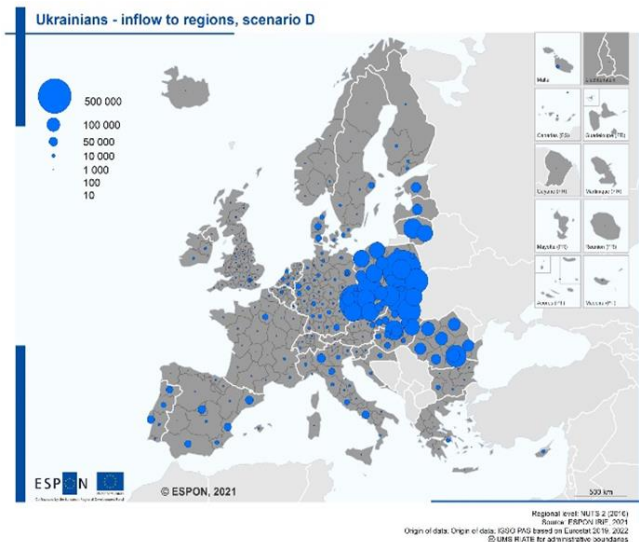 Ukrainians - inflow to regions, scenario D
500 000
100 000
50 000
10 000
1 000
100
10
Malta
Liechtenstein
Canarias (ES)
Guadeloupe (FR)
Guyane (FR)
Martinique (FR)
Mayotte (FR)
Réunion (FR)
Açores (PT)
Madeira (PT)
500 km
ESPON
© ESPON, 2021
Regional level: NUTS 2 (2016)
Source: ESPON IRiE, 2021
Origin of data: Origin of data: IGSO PAS based on Eurostat 2019, 2022
© UMS RIATE for administrative boundaries